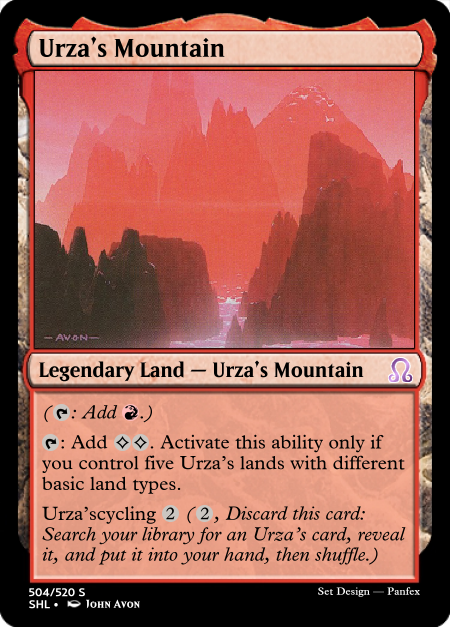 Urza's Mountain
—AVON—
Legendary Land — Urza's Mountain
( : Add .)
: Add . Activate this ability only if
you control five Urza's lands with different
basic land types.
Urza'scycling 2 ( 2 , Discard this card:
Search your library for an Urza's card, reveal
it, and put it into your hand, then shuffle.)
504/520 S
Set Design — Panfex
SHL • John Avon